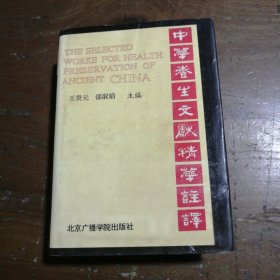 THE SELECTED
WORKS FOR HEALTH
PRESERVATION OF
ANCIENT CHINA
中華養生文獻精華註譯
王贵元 邵淑娟 主编
北京广播学院出版社